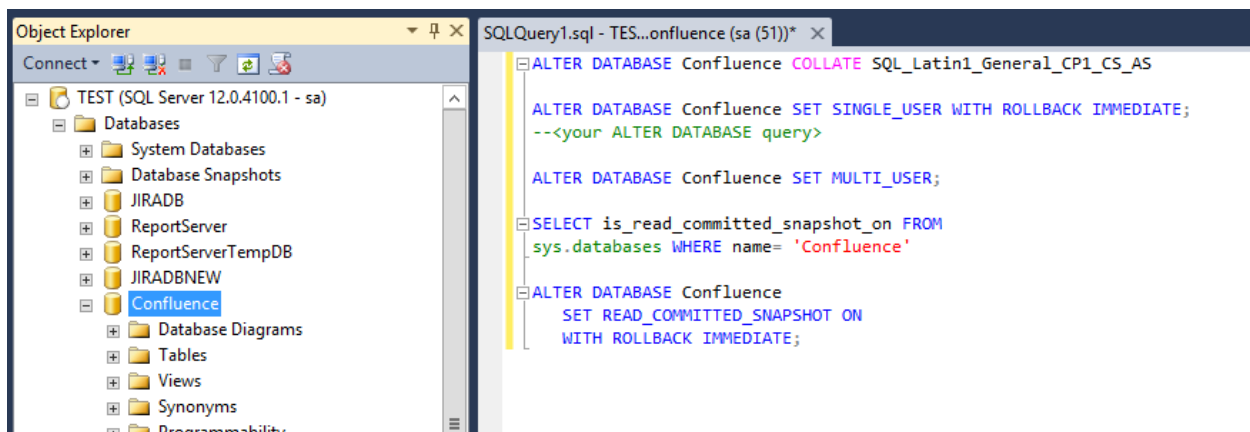 Object Explorer
Connect
TEST (SQL Server 12.0.4100.1 - sa)
Databases
System Databases
Database Snapshots
JIRADB
ReportServer
ReportServerTempDB
JIRADBNEW
Confluence
Database Diagrams
Tables
Views
Synonyms
Programmability
SQLQuery1.sql - TES...onfluence (sa (51))*
ALTER DATABASE Confluence COLLATE SQL_Latin1_General_CP1_CS_AS
ALTER DATABASE Confluence SET SINGLE_USER WITH ROLLBACK IMMEDIATE;
--<your ALTER DATABASE query>
ALTER DATABASE Confluence SET MULTI_USER;
SELECT is_read_committed_snapshot_on FROM
sys.databases WHERE name= 'Confluence'
ALTER DATABASE Confluence
SET READ_COMMITTED_SNAPSHOT ON
WITH ROLLBACK IMMEDIATE;